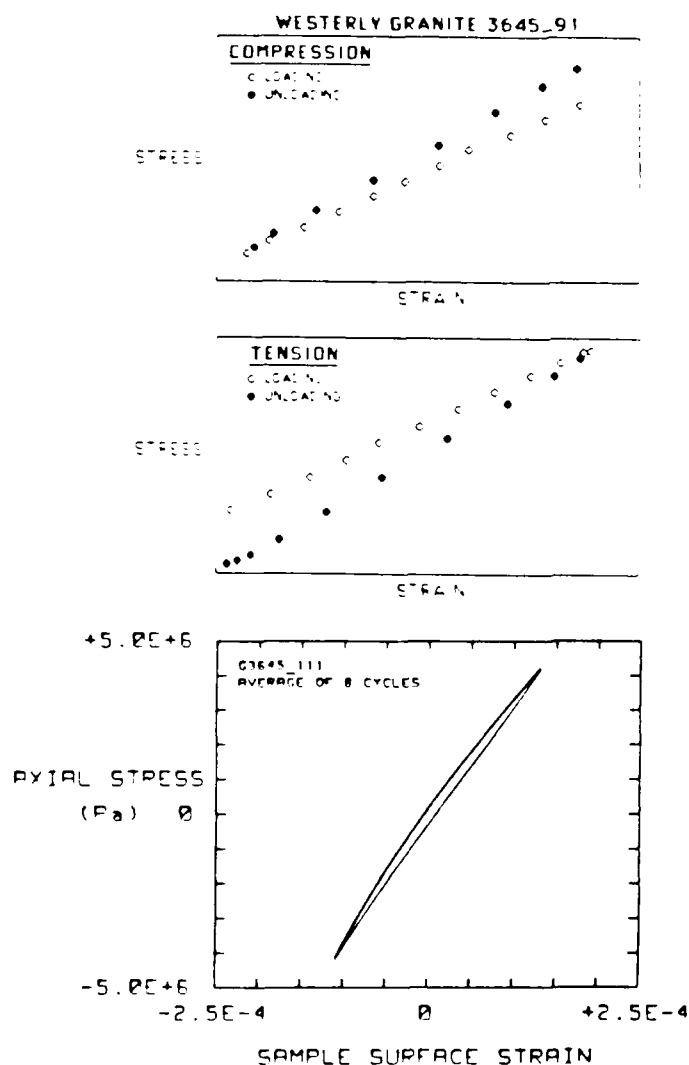 WESTERLY GRANITE 3645_91
COMPRESSION
LOADING
UNLOADING
STRESS
STRAIN
TENSION
LOADING
UNLOADING
STRESS
STRAIN
+5.0E+6
G3645_111
AVERAGE OF 8 CYCLES
AXIAL STRESS
(Pa) 0
-5.0E+6
-2.5E-4 0 +2.5E-4
SAMPLE SURFACE STRAIN